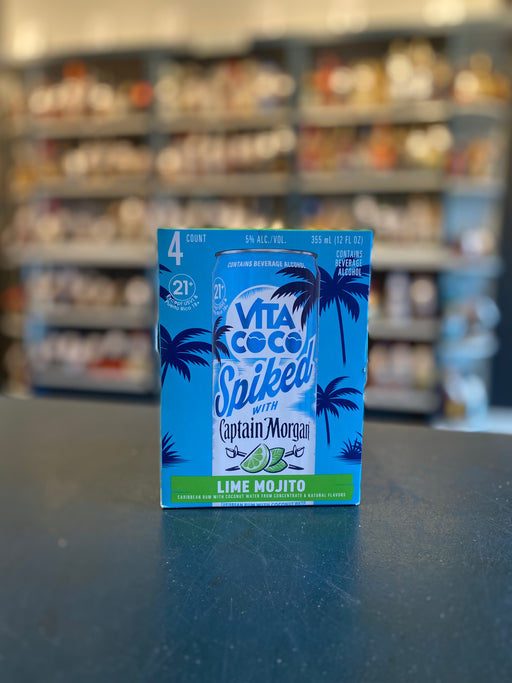 4 COUNT
5% ALC./VOL.
355 mL (12 FL OZ)
CONTAINS
BEVERAGE
ALCOHOL
21+
CONTAINS BEVERAGE ALCOHOL
21+
VITA
COCO
Spiked
WITH
Captain Morgan
LIME MOJITO
CARIBBEAN RUM WITH COCONUT WATER FROM CONCENTRATE & NATURAL FLAVORS